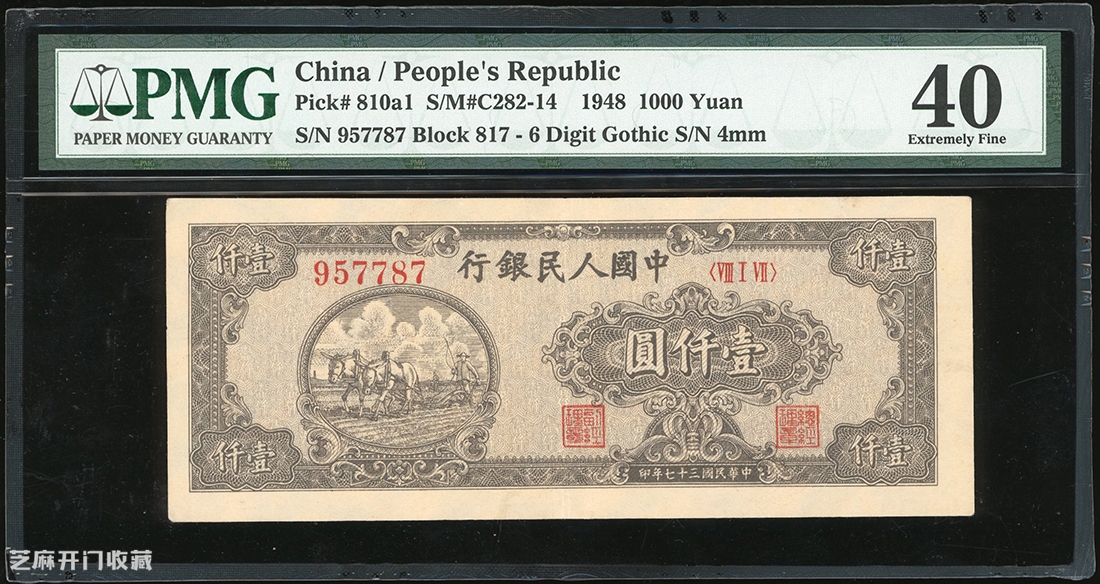 PMG
PAPER MONEY GUARANTY
China / People's Republic
Pick# 810a1 S/M#C282-14 1948 1000 Yuan
S/N 957787 Block 817 - 6 Digit Gothic S/N 4mm
40
Extremely Fine
壹仟
壹仟
957787
中國人民銀行
〈Ⅷ Ⅰ Ⅶ〉
壹仟圓
壹仟
壹仟
中華民國三十七年印
芝麻开门收藏